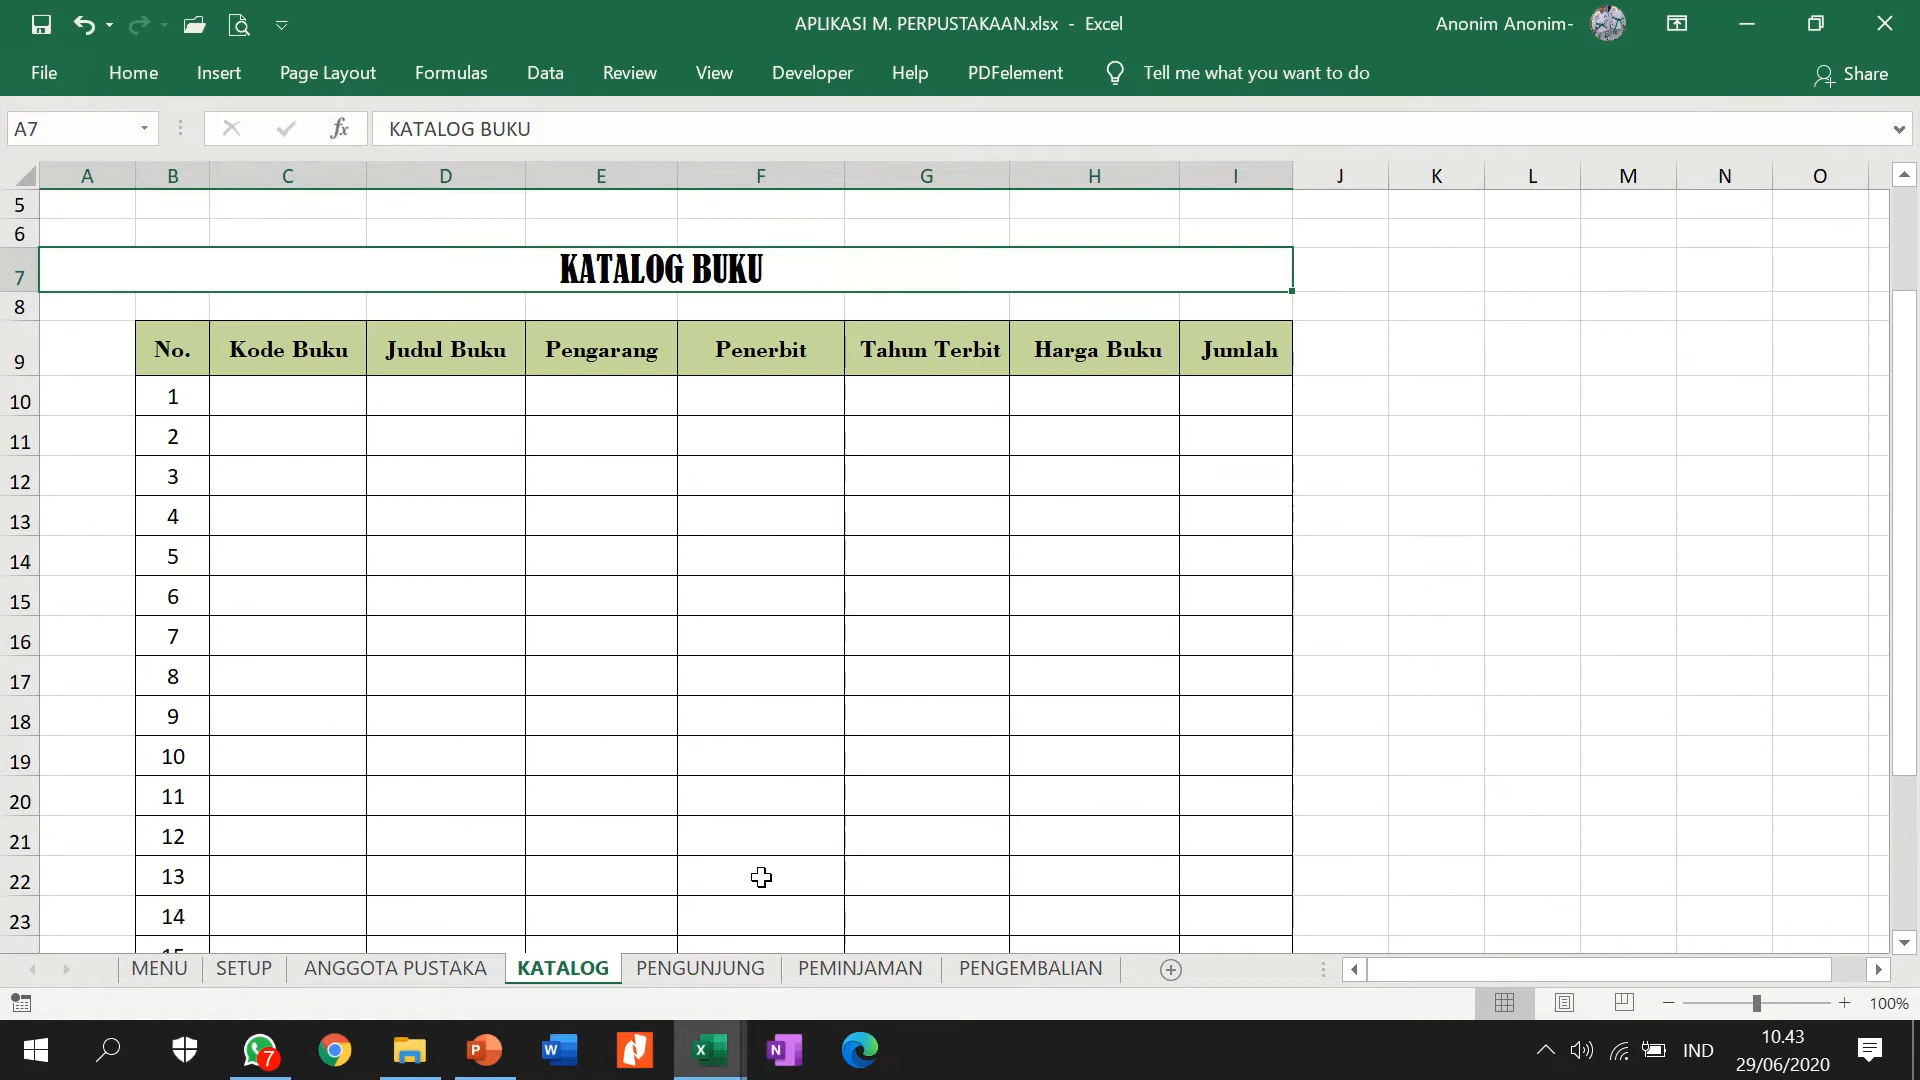 APLIKASI M. PERPUSTAKAAN.xlsx - Excel
Anonim Anonim-
File Home Insert Page Layout Formulas Data Review View Developer Help PDFelement Tell me what you want to do Share
A7 fx KATALOG BUKU
A B C D E F G H I J K L M N O
5
6
7 KATALOG BUKU
8
9 No. Kode Buku Judul Buku Pengarang Penerbit Tahun Terbit Harga Buku Jumlah
10 1
11 2
12 3
13 4
14 5
15 6
16 7
17 8
18 9
19 10
20 11
21 12
22 13
23 14
15
MENU SETUP ANGGOTA PUSTAKA KATALOG PENGUNJUNG PEMINJAMAN PENGEMBALIAN
100%
7
IND
10.43
29/06/2020